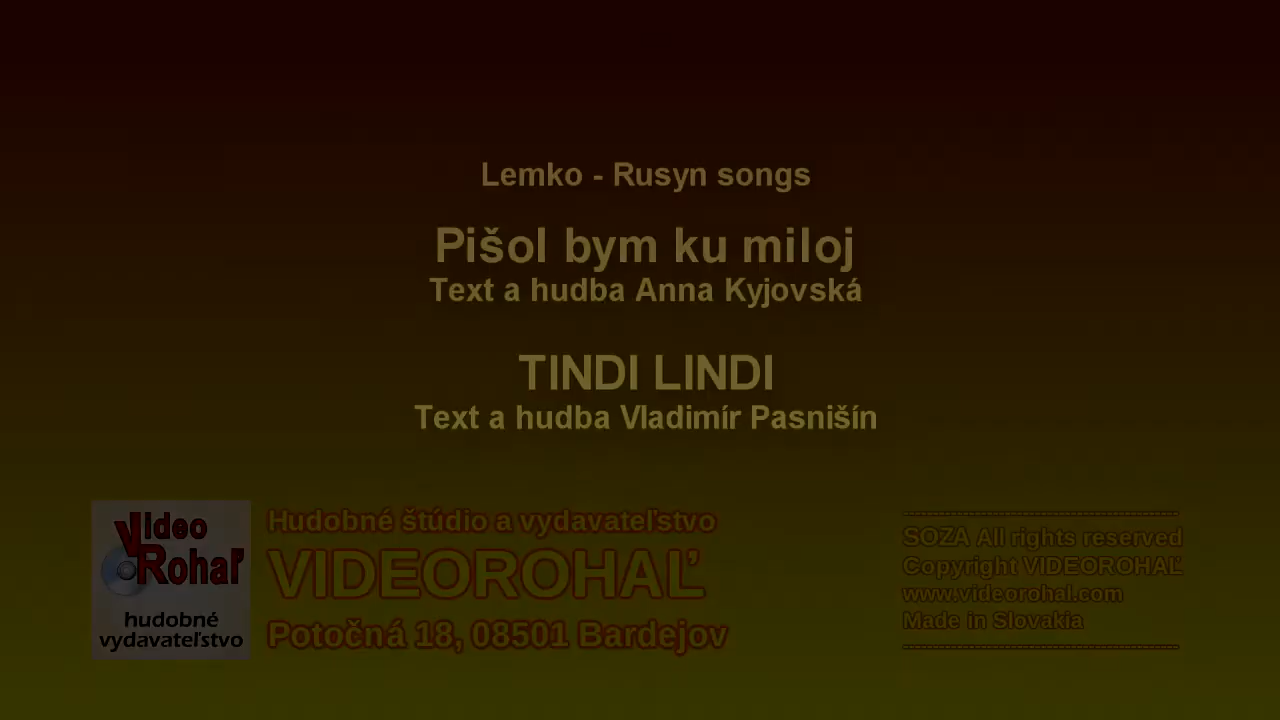 Lemko - Rusyn songs
Pišol bym ku miloj
Text a hudba Anna Kyjovská
TINDI LINDI
Text a hudba Vladimír Pasnišín
Video
Rohaľ
hudobné
vydavateľstvo
Hudobné štúdio a vydavateľstvo
VIDEOROHAĽ
Potočná 18, 08501 Bardejov
SOZA All rights reserved
Copyright VIDEOROHAĽ
www.videorohal.com
Made in Slovakia